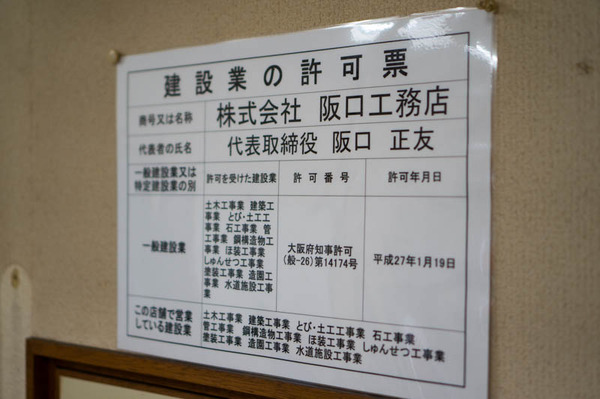 建設業の許可票
商号又は名称 株式会社 阪口工務店
代表者の氏名 代表取締役 阪口 正友
一般建設業又は
特定建設業の別
許可を受けた建設業
許可番号
許可年月日
一般建設業
土木工事業 建築工
事業 とび・土工工
事業 石工事業 管
工事業 鋼構造物工
事業 ほ装工事業
しゅんせつ工事業
塗装工事業 造園工
事業 水道施設工事
業
大阪府知事許可
(般-26)第14174号
平成27年1月19日
この店舗で営業
している建設業
土木工事業 建築工事業 とび・土工工事業 石工事業
管工事業 鋼構造物工事業 ほ装工事業 しゅんせつ工事業
塗装工事業 造園工事業 水道施設工事業